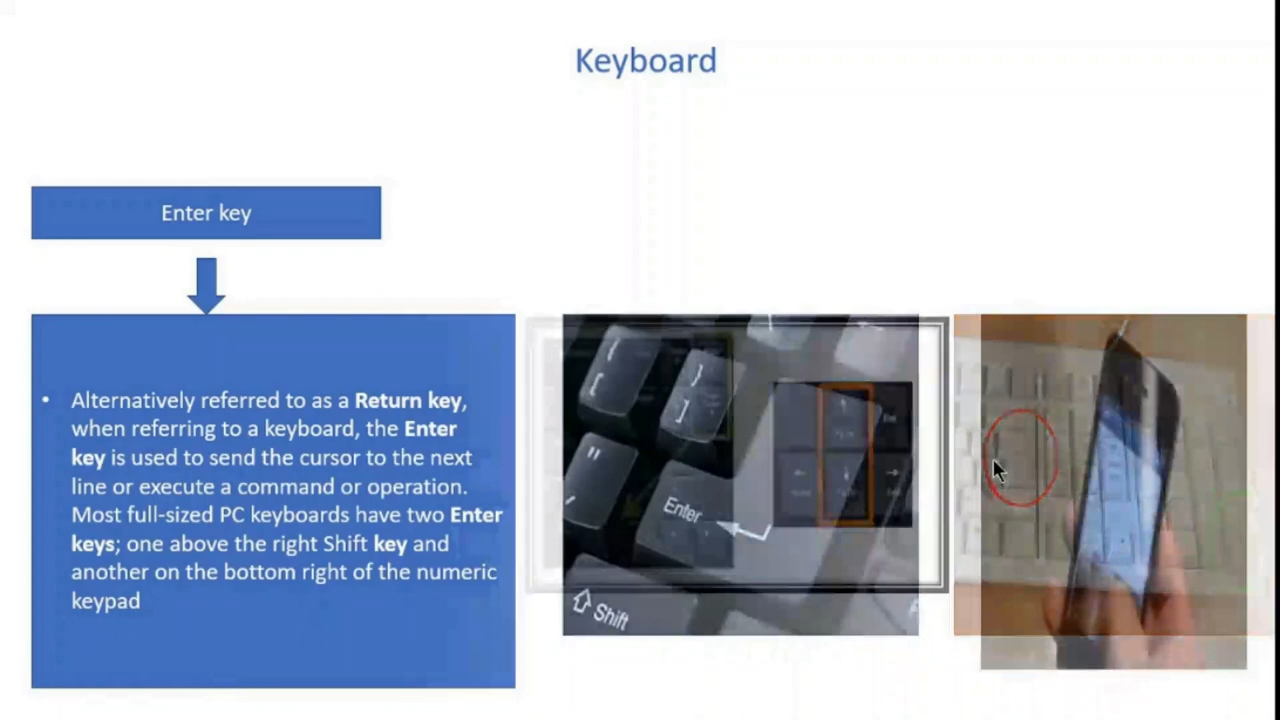 Keyboard
Enter key
• Alternatively referred to as a Return key,
when referring to a keyboard, the Enter
key is used to send the cursor to the next
line or execute a command or operation.
Most full-sized PC keyboards have two Enter
keys; one above the right Shift key and
another on the bottom right of the numeric
keypad
{
[
}
]
"
Enter
Shift